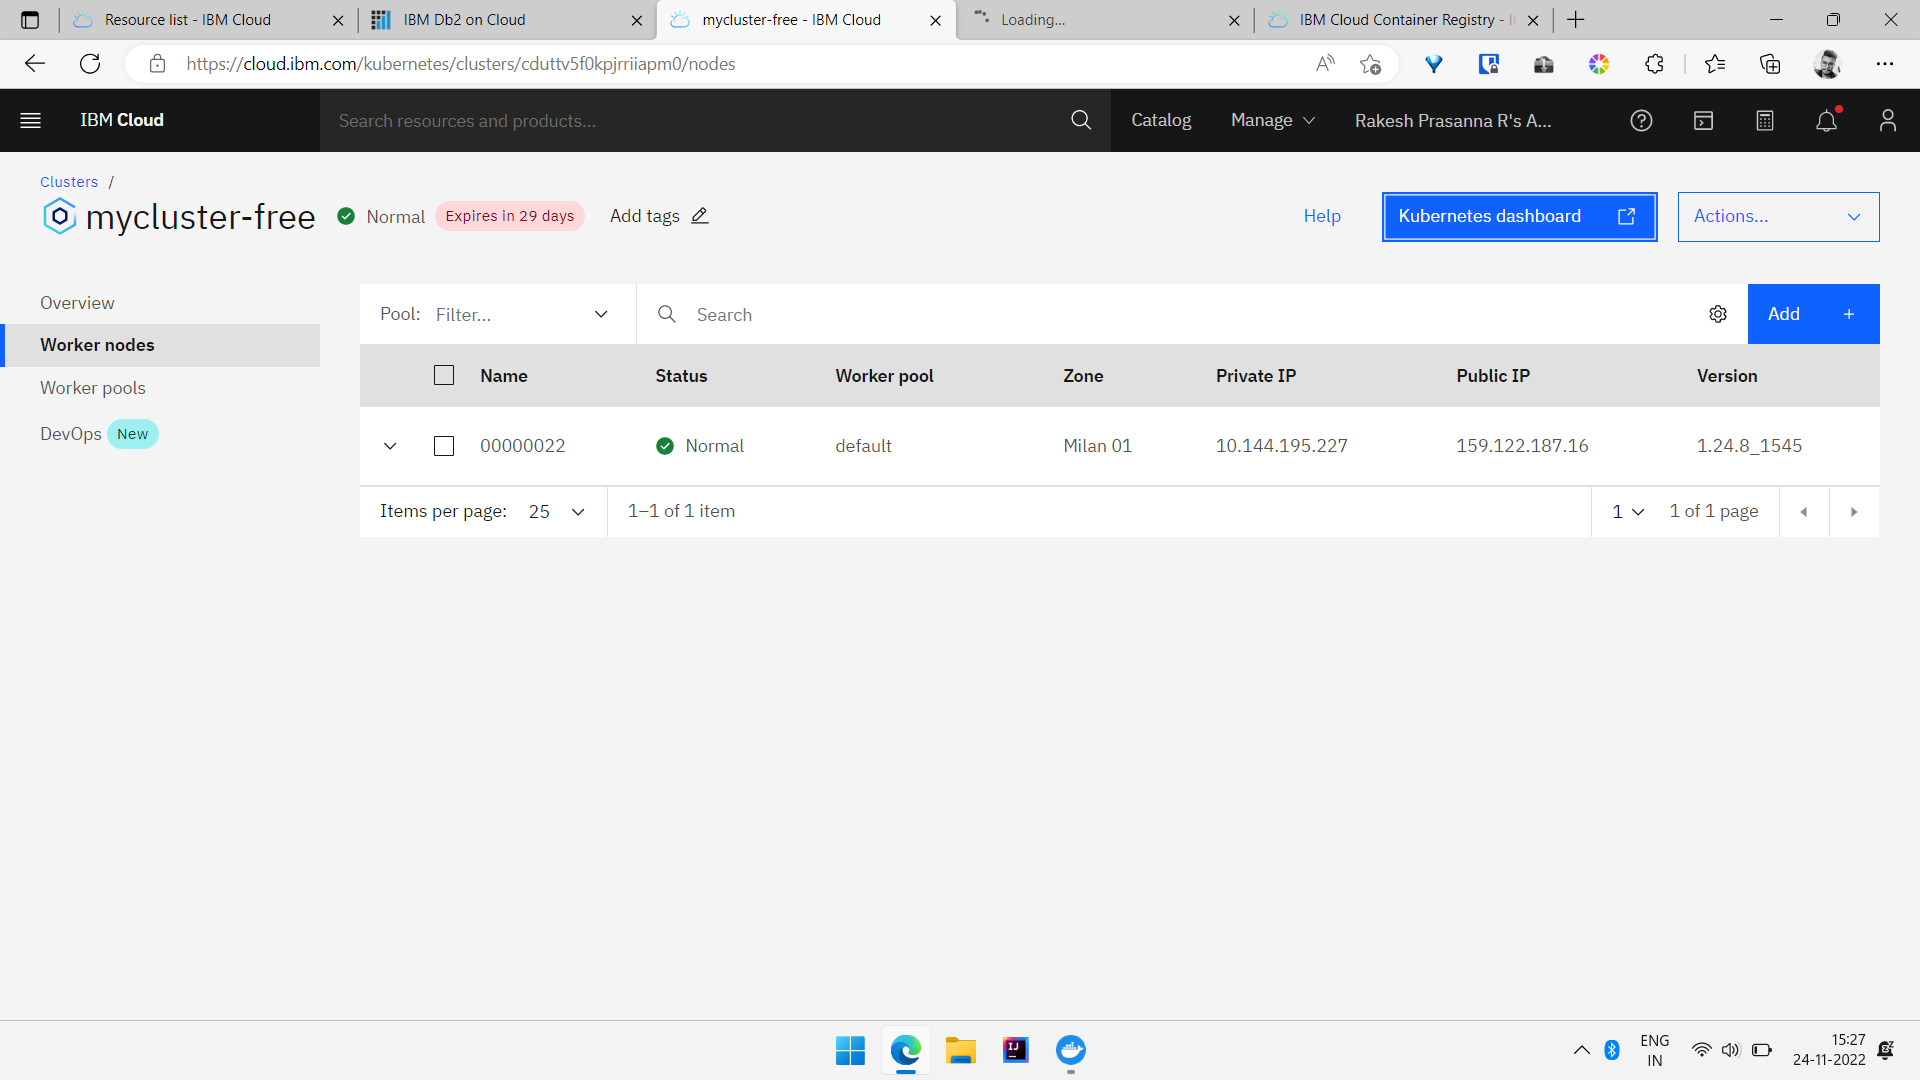 Resource list - IBM Cloud
IBM Db2 on Cloud
mycluster-free - IBM Cloud
Loading...
IBM Cloud Container Registry - I
https://cloud.ibm.com/kubernetes/clusters/cduttv5f0kpjrriiapm0/nodes
IBM Cloud
Search resources and products...
Catalog
Manage
Rakesh Prasanna R's A...
Clusters /
mycluster-free
Normal
Expires in 29 days
Add tags
Help
Kubernetes dashboard
Actions...
Overview
Worker nodes
Worker pools
DevOps New
Pool: Filter...
Search
Add +
Name Status Worker pool Zone Private IP Public IP Version
00000022 Normal default Milan 01 10.144.195.227 159.122.187.16 1.24.8_1545
Items per page: 25
1–1 of 1 item
1
1 of 1 page
ENG
IN
15:27
24-11-2022